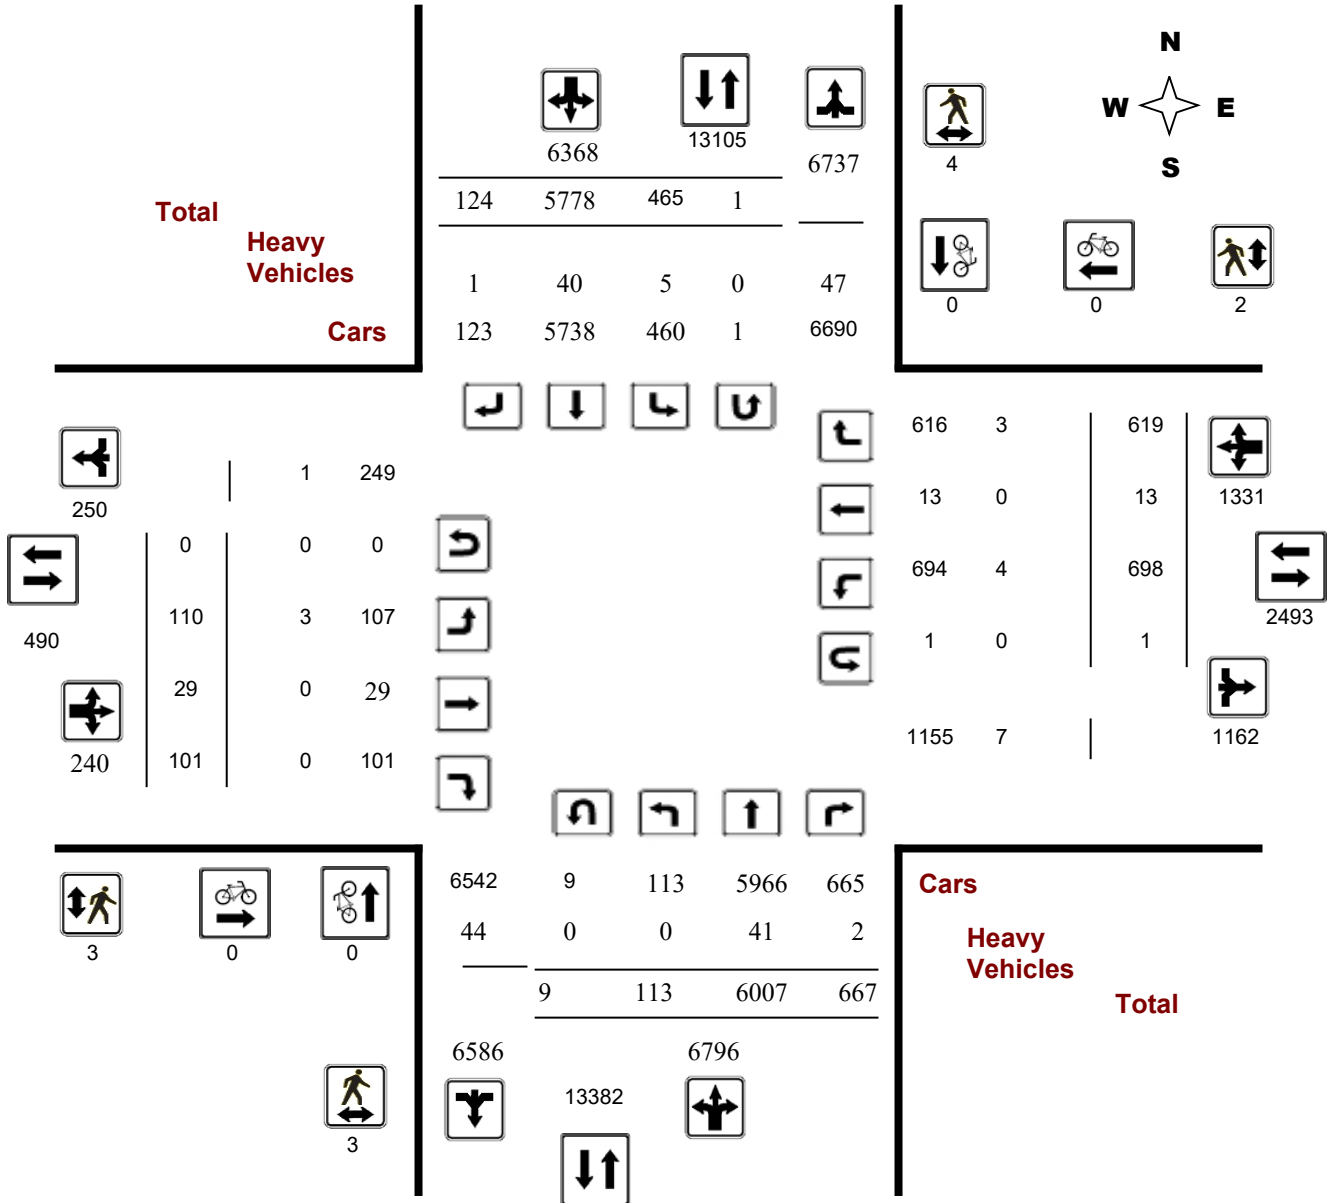 N
W E
S
13105
6368 6737
4
124 5778 465 1
Total
Heavy
Vehicles
1 40 5 0 47
0 0 2
Cars 123 5738 460 1 6690
616 3 619
1 249
13 0 13 1331
250
0 0 0
694 4 698
110 3 107
2493
490
1 0 1
29 0 29
1155 7 1162
240 101 0 101
6542 9 113 5966 665
Cars
44 0 0 41 2
Heavy
Vehicles
3 0 0
9 113 6007 667
Total
6586 6796
13382
3